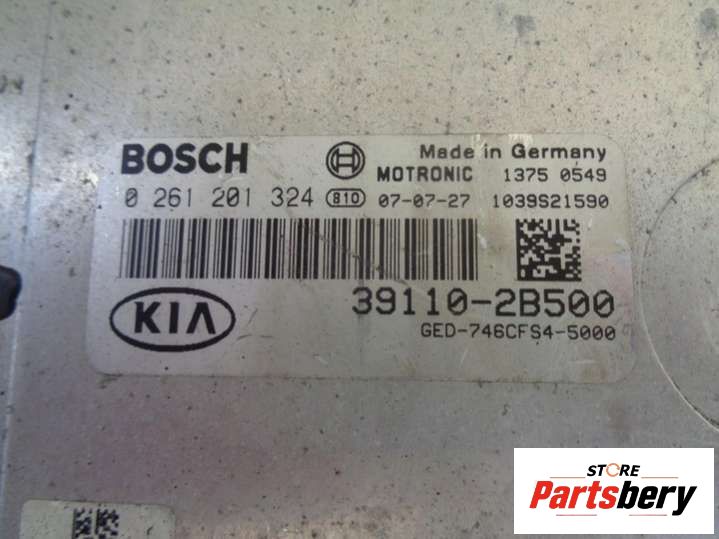 BOSCH Made in Germany
MOTRONIC 1375 0549
0 261 201 324 810 07-07-27 1039S21590
KIA 39110-2B500
GED-746CFS4-5000
STORE
Partsbery